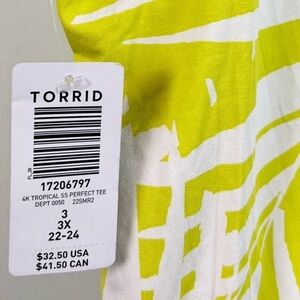 TORRID
17206797
4K TROPICAL SS PERFECT TEE
DEPT 0050 22SMR2
3
3X
22-24
$32.50 USA
$41.50 CAN